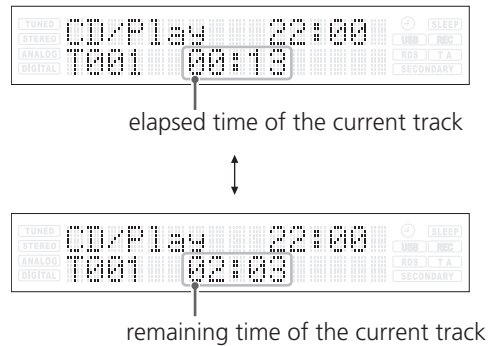 TUNED CD/Play 22:00 SLEEP
STEREO USB REC
ANALOG T001 00:13 RDS T A
DIGITAL SECONDARY
elapsed time of the current track
TUNED CD/Play 22:00 SLEEP
STEREO USB REC
ANALOG T001 02:03 RDS T A
DIGITAL SECONDARY
remaining time of the current track